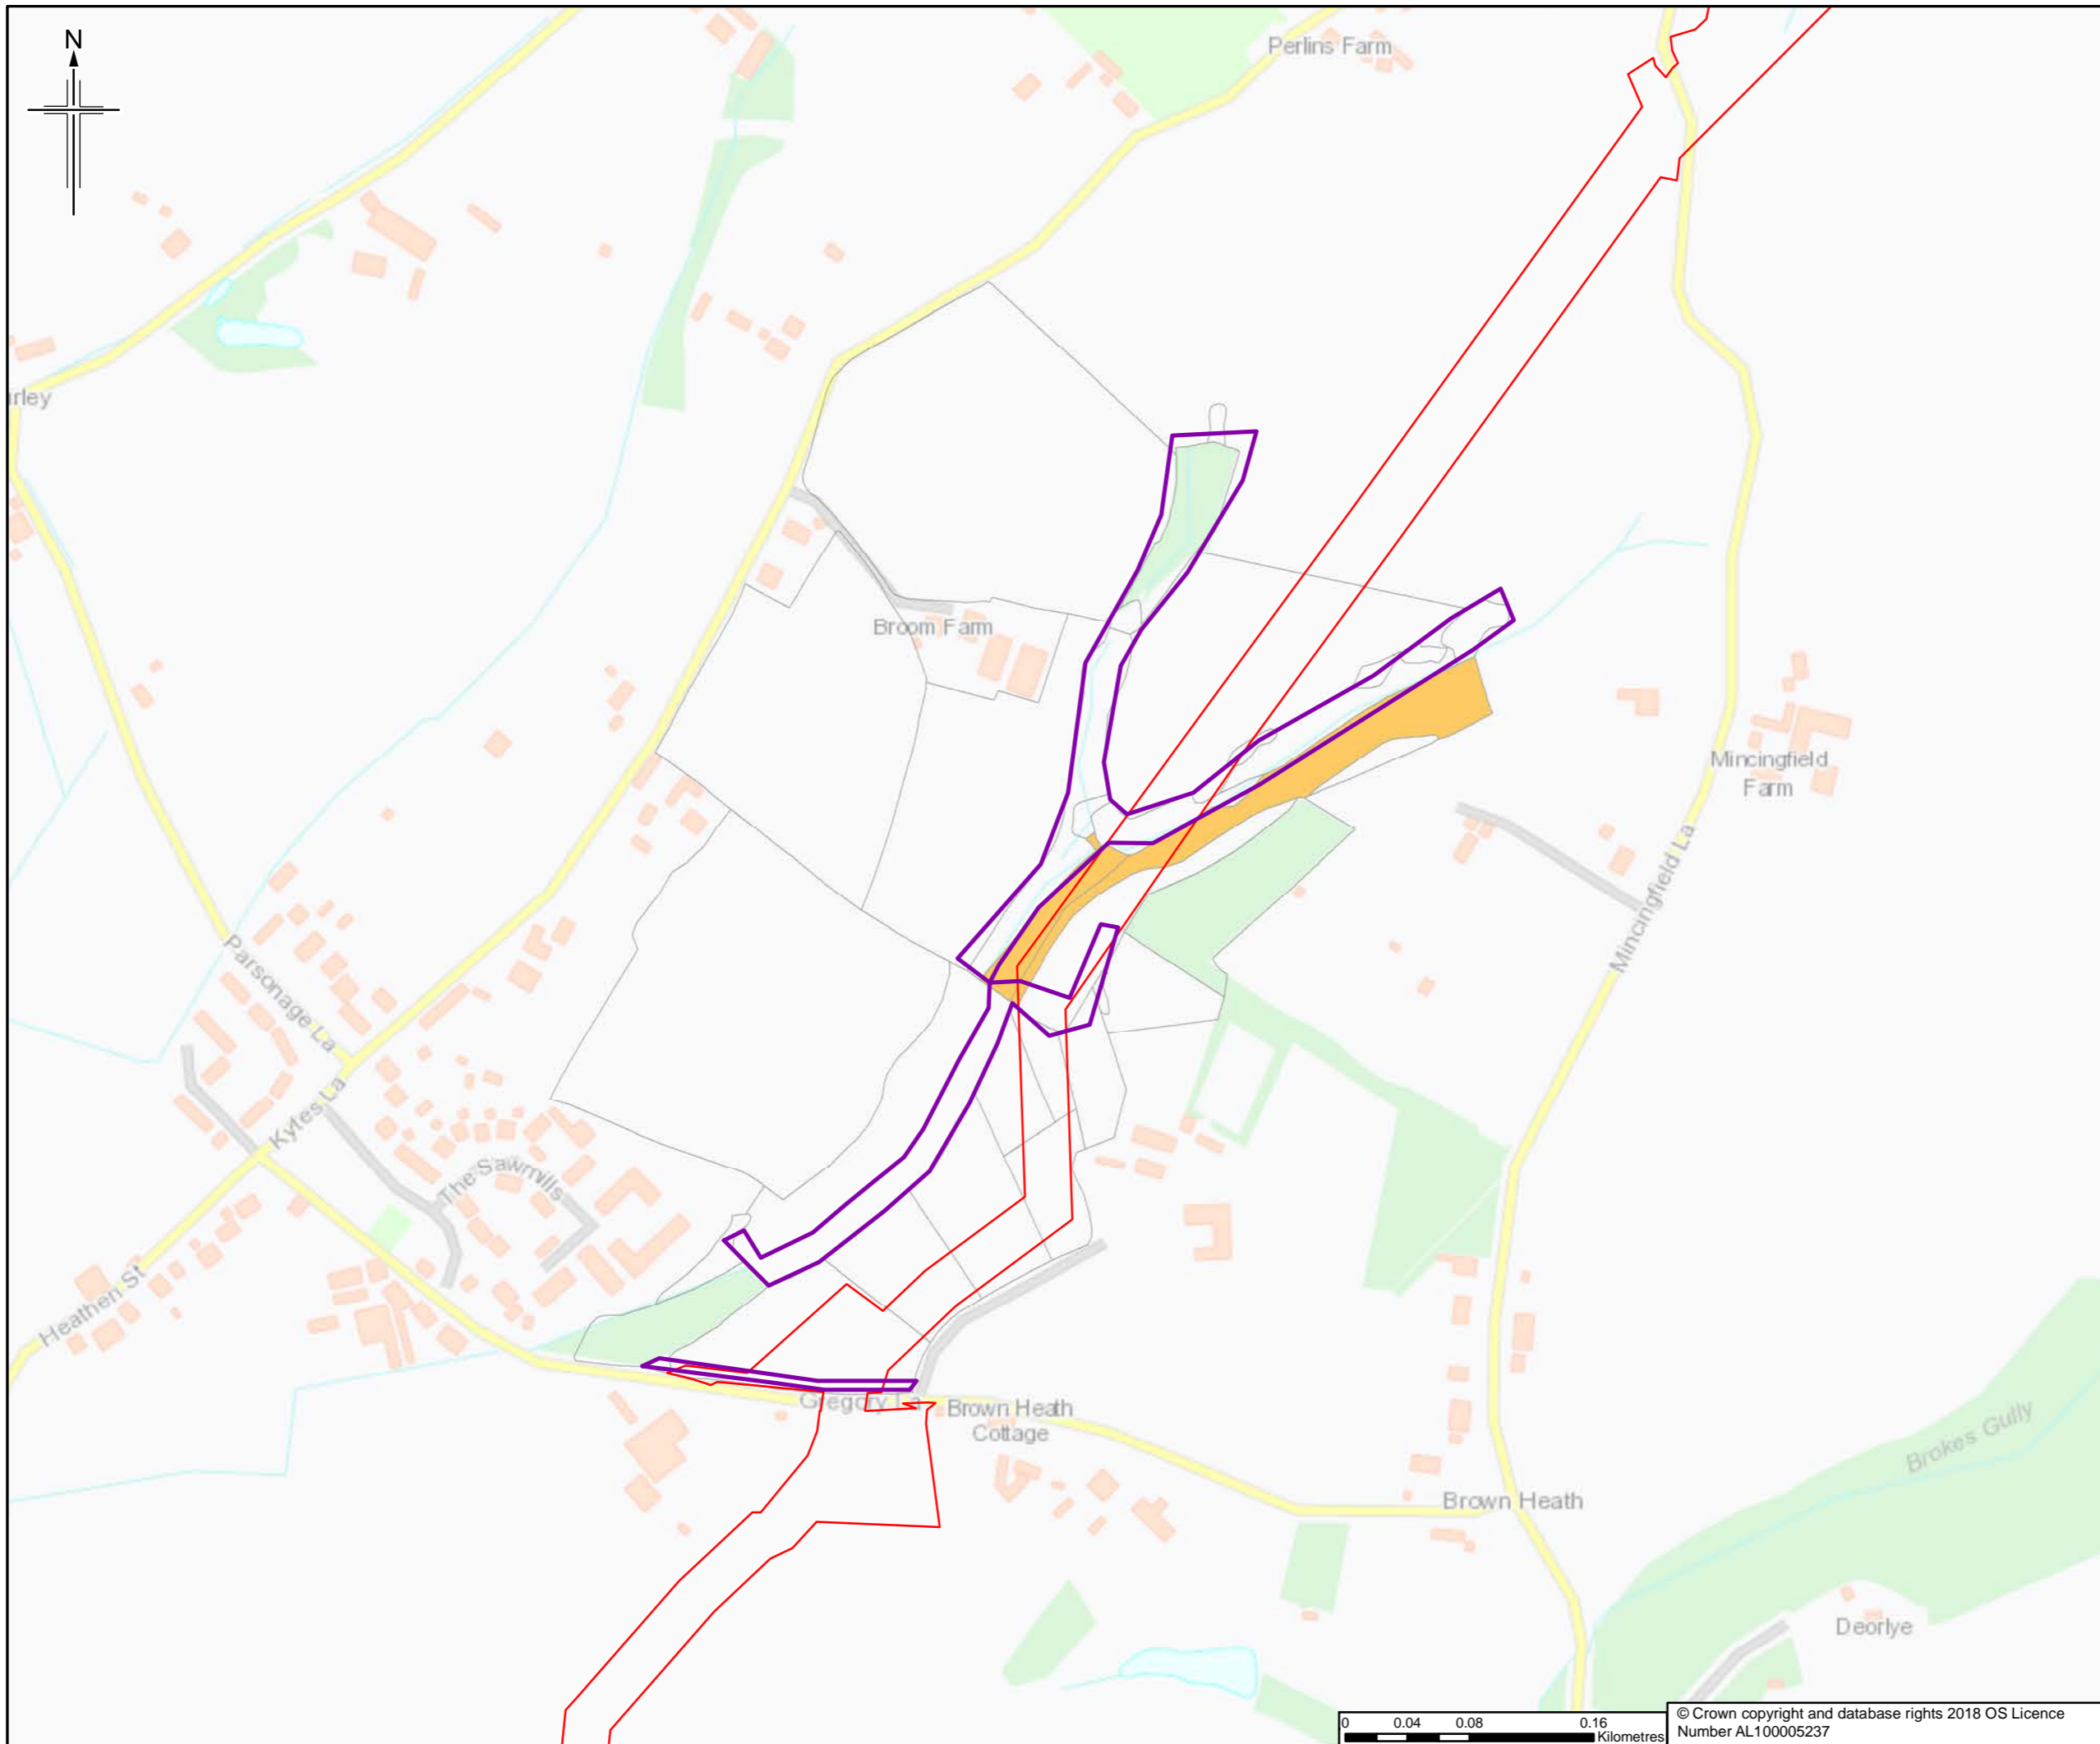 N
Perlins Farm
Broom Farm
Mincingfield
Farm
Mincingfield La
Parsonage La
Kytes La
The Sawmills
Heathen St
Gregory La
Brown Heath
Cottage
Brown Heath
Brokes Gully
Deorlye
0 0.04 0.08 0.16
Kilometres
© Crown copyright and database rights 2018 OS Licence
Number AL100005237